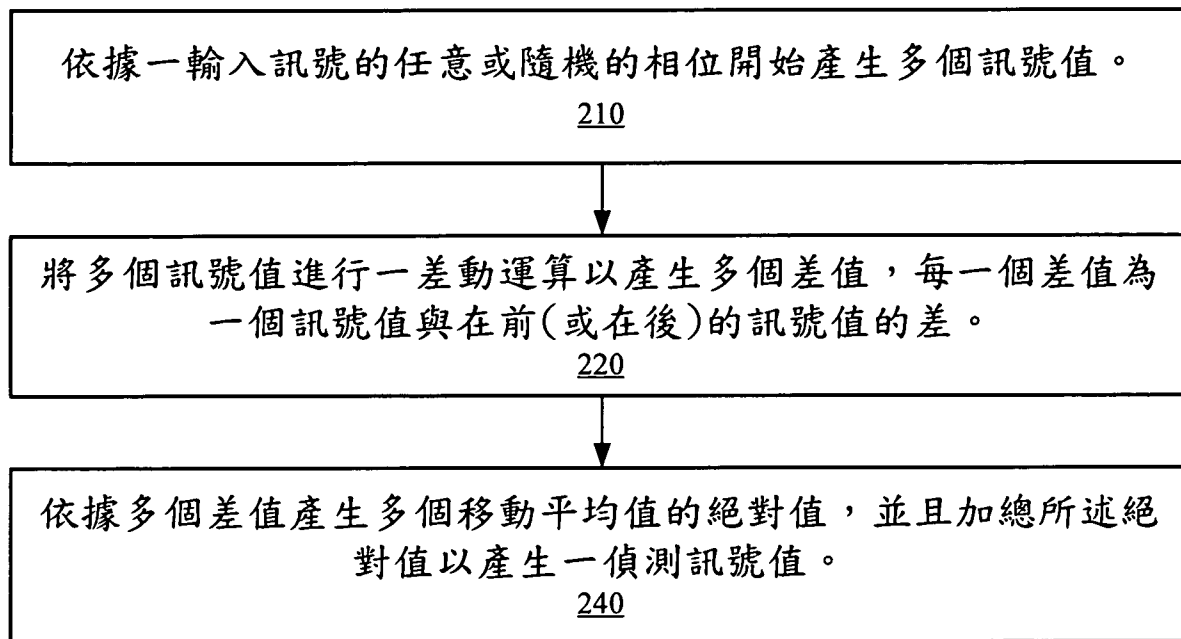 依據一輸入訊號的任意或隨機的相位開始產生多個訊號值。
210
將多個訊號值進行一差動運算以產生多個差值，每一個差值為
一個訊號值與在前(或在後)的訊號值的差。
220
依據多個差值產生多個移動平均值的絕對值，並且加總所述絕
對值以產生一偵測訊號值。
240